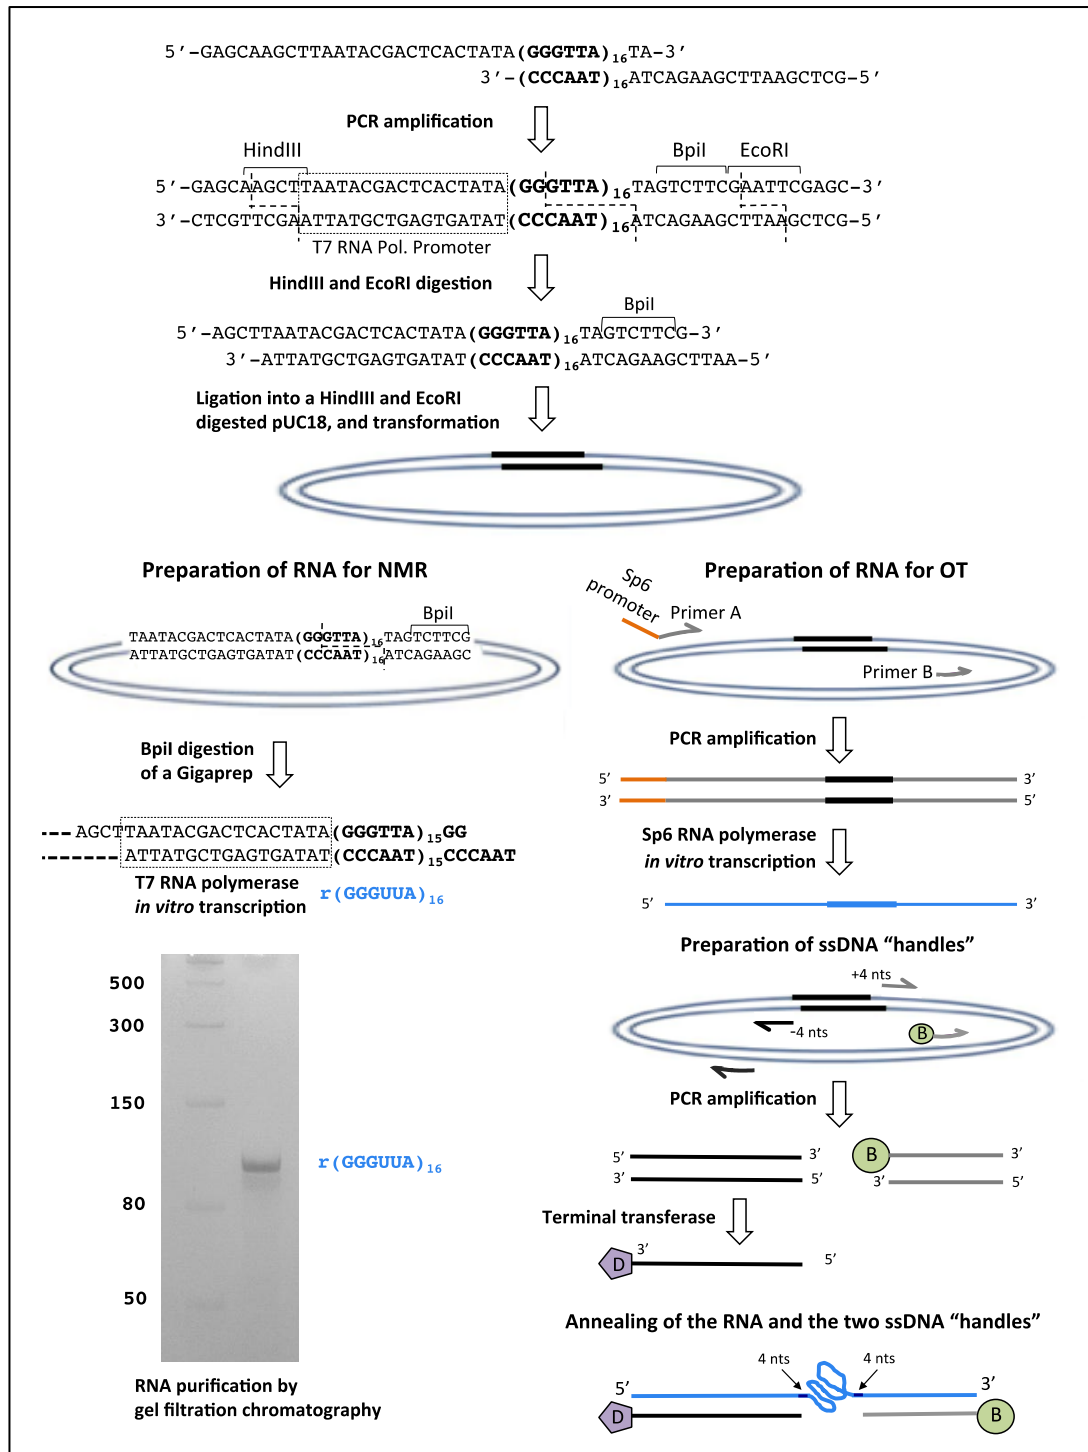 5’-GAGCAAGCTTAATACGACTCACTATA(GGGTTA)16TA-3’
3’-(CCCAAT)16ATCAGAAGCTTAAGCTCG-5’
PCR amplification
HindIII BpiI EcoRI
5’-GAGCAAGCTTAATACGACTCACTATA(GGGTTA)16TAGTCTTCGAATTCGAGC-3’
3’-CTCGTTCGAATTATGCTGAGTGATAT(CCCAAT)16ATCAGAAGCTTAAGCTCG-5’
T7 RNA Pol. Promoter
HindIII and EcoRI digestion
BpiI
5’-AGCTTAATACGACTCACTATA(GGGTTA)16TAGTCTTCG-3’
3’-ATTATGCTGAGTGATAT(CCCAAT)16ATCAGAAGCTTAA-5’
Ligation into a HindIII and EcoRI
digested pUC18, and transformation
Preparation of RNA for NMR
BpiI
TAATACGACTCACTATA(GGGTTA)16TAGTCTTCG
ATTATGCTGAGTGATAT(CCCAAT)16ATCAGAAGC
BpiI digestion
of a Gigaprep
AGCTTAATACGACTCACTATA(GGGTTA)15GG
ATTATGCTGAGTGATAT(CCCAAT)15CCCAAT
T7 RNA polymerase
in vitro transcription r(GGGUUA)16
500
300
150
r(GGGUUA)16
80
50
RNA purification by
gel filtration chromatography
Preparation of RNA for OT
Sp6
promoter
Primer A
Primer B
PCR amplification
5’ 3’
3’ 5’
Sp6 RNA polymerase
in vitro transcription
5’ 3’
Preparation of ssDNA “handles”
+4 nts
-4 nts
B
PCR amplification
5’ 3’ B 3’
3’ 5’ 3’ 5’
Terminal transferase
3’ 5’
D
Annealing of the RNA and the two ssDNA “handles”
4 nts 4 nts
5’ 3’
D B